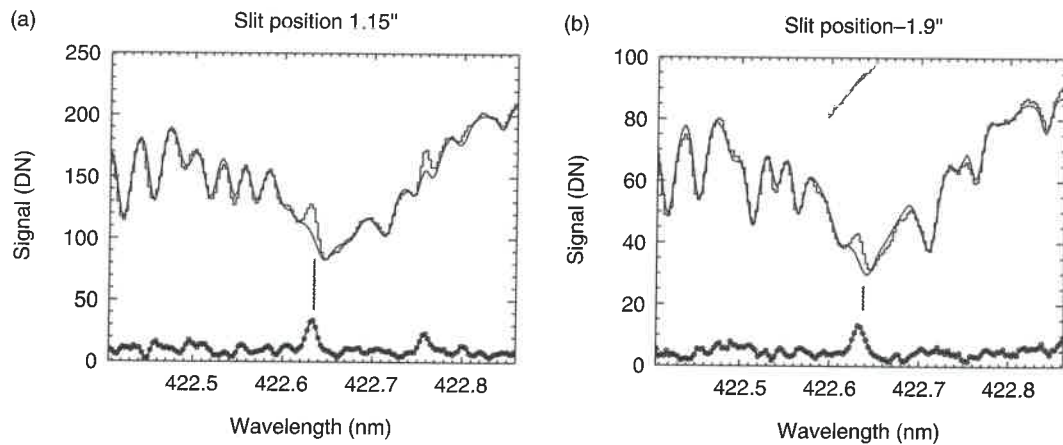 (a)
Slit position 1.15"
250
200
150
100
50
0
Signal (DN)
422.5 422.6 422.7 422.8
Wavelength (nm)
(b)
Slit position–1.9"
100
80
60
40
20
0
Signal (DN)
422.5 422.6 422.7 422.8
Wavelength (nm)